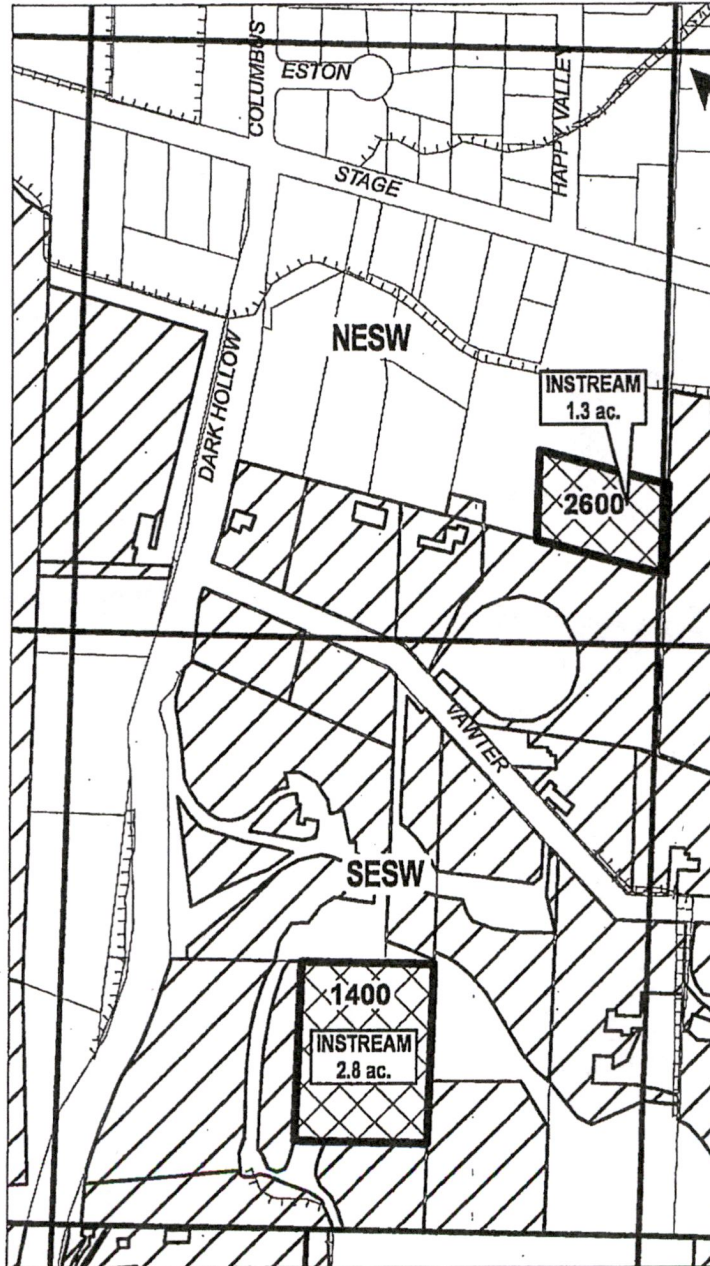 COLUMBUS
ESTON
HAPPY VALLEY
STAGE
NESW
DARK HOLLOW
INSTREAM
1.3 ac.
2600
VAWTER
SESW
1400
INSTREAM
2.8 ac.